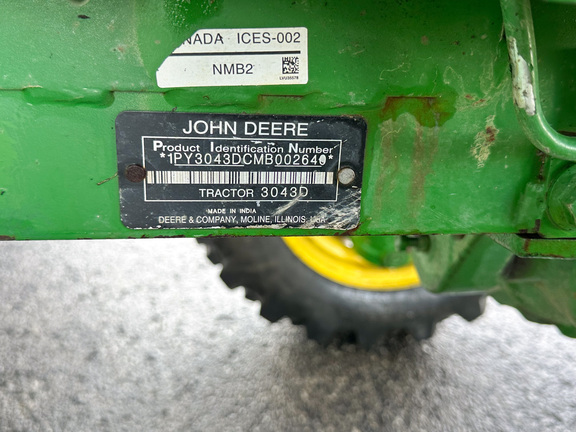 NADA ICES-002
NMB2
JOHN DEERE
Product Identification Number
*1PY3043DCMB002640*
TRACTOR 3043D
MADE IN INDIA
DEERE & COMPANY, MOLINE, ILLINOIS, USA